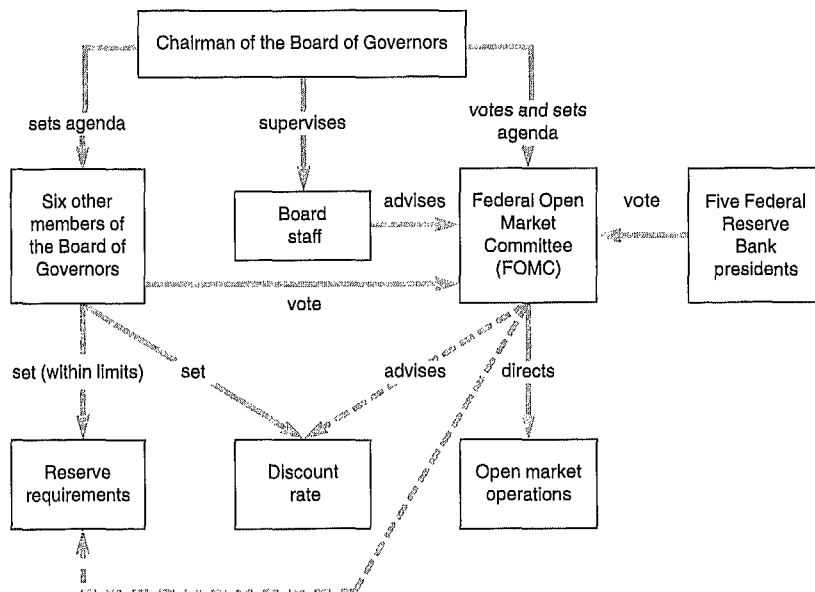 Chairman of the Board of Governors
sets agenda
supervises
votes and sets
agenda
Six other
members of
the Board of
Governors
Board
staff
advises
Federal Open
Market
Committee
(FOMC)
vote
Five Federal
Reserve
Bank
presidents
vote
set (within limits)
set
advises
directs
Reserve
requirements
Discount
rate
Open market
operations